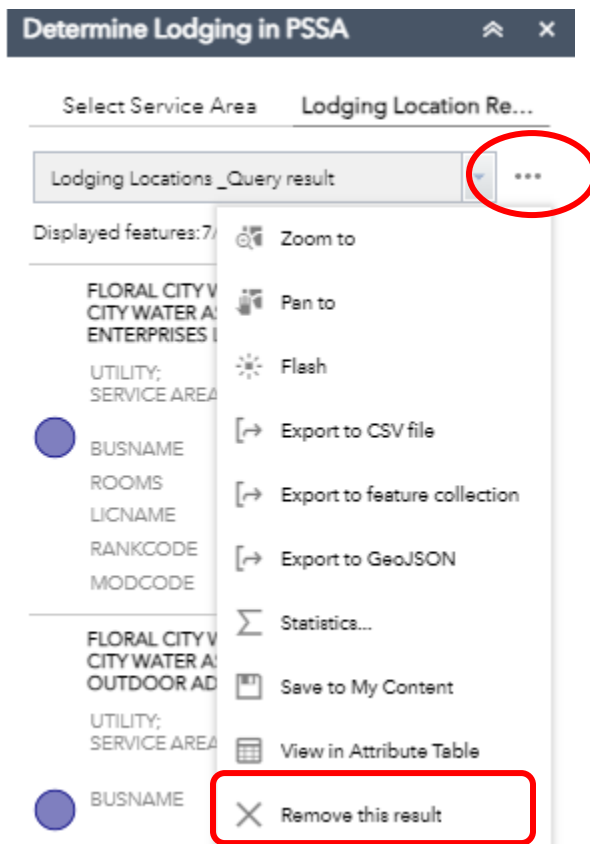 Determine Lodging in PSSA
Select Service Area
Lodging Location Re...
Lodging Locations _Query result
Displayed features:7/
FLORAL CITY W
CITY WATER A
ENTERPRISES L
UTILITY;
SERVICE AREA
BUSNAME
ROOMS
LICNAME
RANKCODE
MODCODE
FLORAL CITY W
CITY WATER A
OUTDOOR AD
UTILITY;
SERVICE AREA
BUSNAME
Zoom to
Pan to
Flash
Export to CSV file
Export to feature collection
Export to GeoJSON
Statistics...
Save to My Content
View in Attribute Table
Remove this result